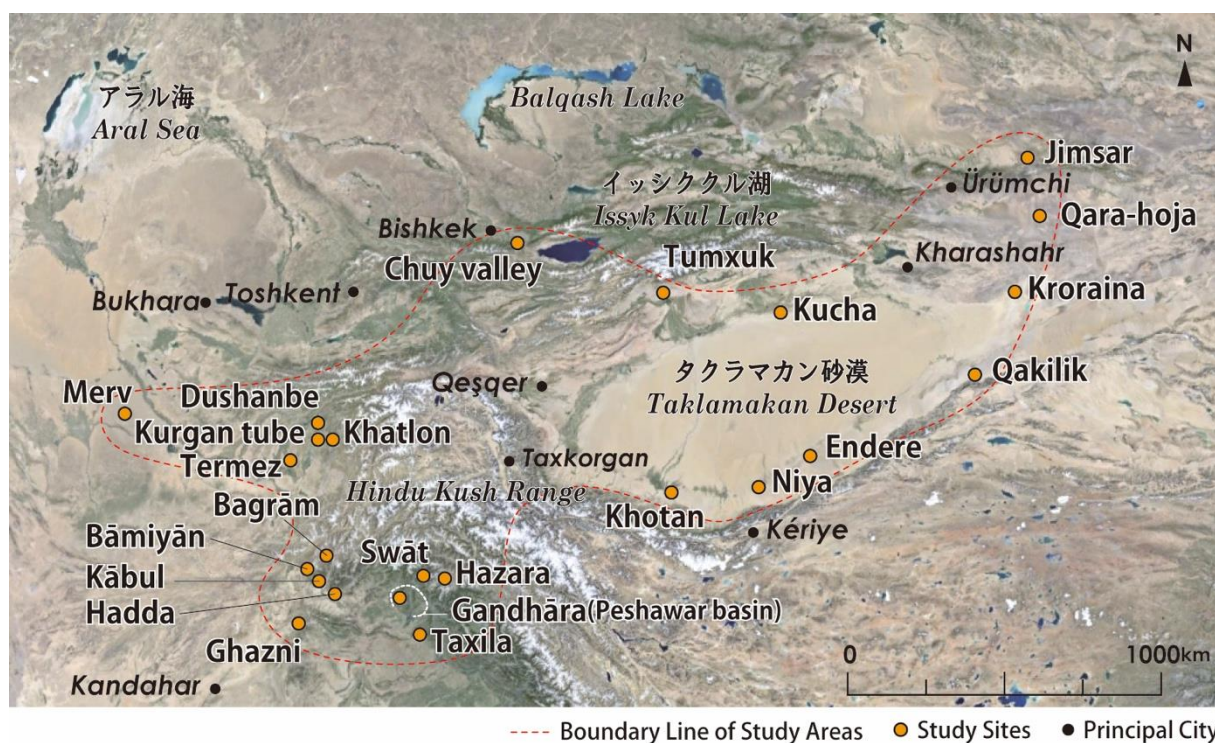 N
アラル海
Aral Sea
Balqash Lake
Jimsar
イッシククル湖
Issyk Kul Lake
Ürümchi
Qara-hoja
Bishkek
Chuy valley
Tumxuk
Kharashahr
Bukhara
Toshkent
Kucha
Kroraina
タクラマカン砂漠
Taklamakan Desert
Qeşqer
Qakilik
Merv
Dushanbe
Kurgan tube
Khatlon
Termez
Taxkorgan
Endere
Hindu Kush Range
Niya
Bagrām
Khotan
Kériye
Bāmiyān
Swāt
Kābul
Hazara
Hadda
Gandhāra(Peshawar basin)
Ghazni
Taxila
Kandahar
0
1000km
Boundary Line of Study Areas
Study Sites
Principal City